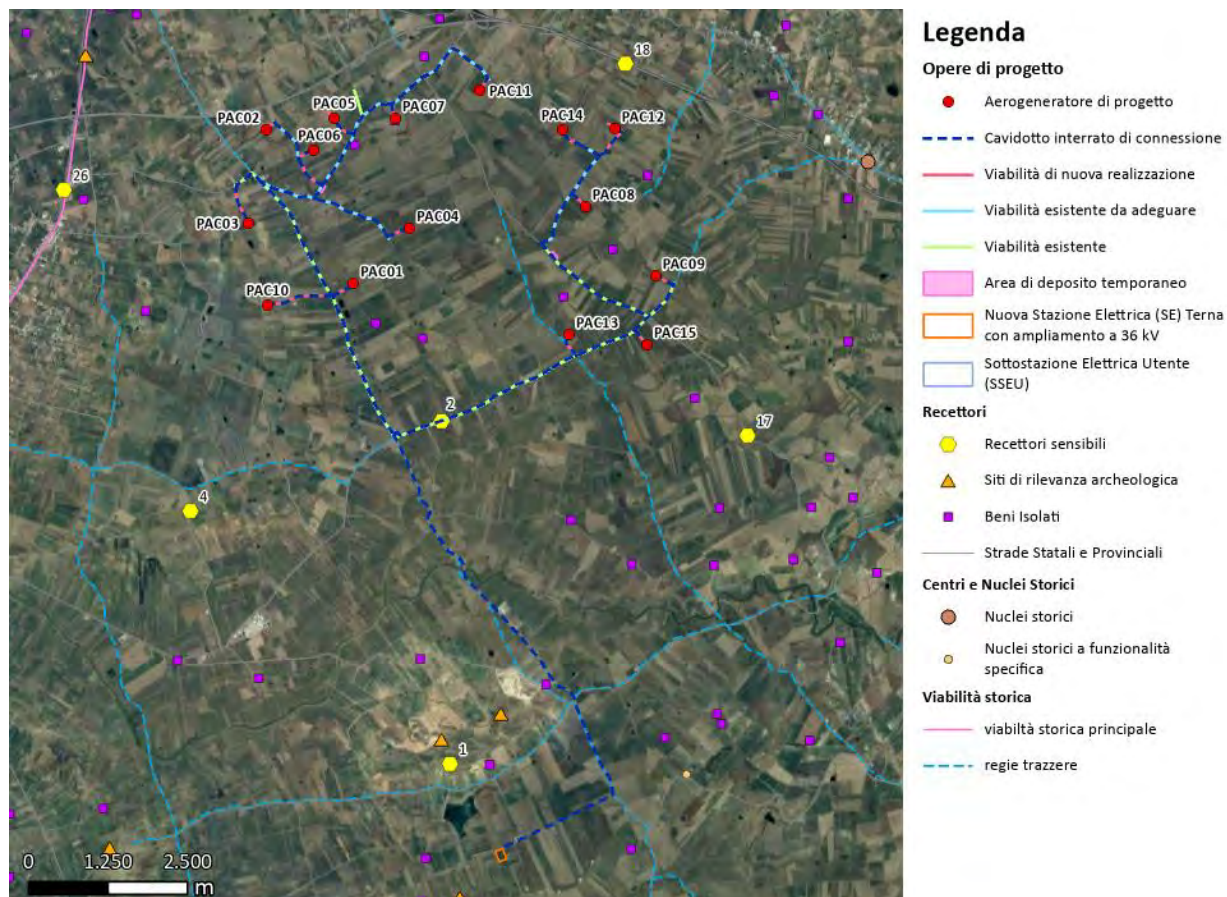 18
PAC11
PAC05
PAC07
PAC02
PAC14
PAC12
PAC06
26
PAC08
PAC03
PAC04
PAC09
PAC01
PAC10
PAC13
PAC15
2
17
4
1
0 1.250 2.500
m
Legenda
Opere di progetto
Aerogeneratore di progetto
Cavidotto interrato di connessione
Viabilità di nuova realizzazione
Viabilità esistente da adeguare
Viabilità esistente
Area di deposito temporaneo
Nuova Stazione Elettrica (SE) Terna
con ampliamento a 36 kV
Sottostazione Elettrica Utente
(SSEU)
Recettori
Recettori sensibili
Siti di rilevanza archeologica
Beni Isolati
Strade Statali e Provinciali
Centri e Nuclei Storici
Nuclei storici
Nuclei storici a funzionalità
specifica
Viabilità storica
viabiltà storica principale
regie trazzere